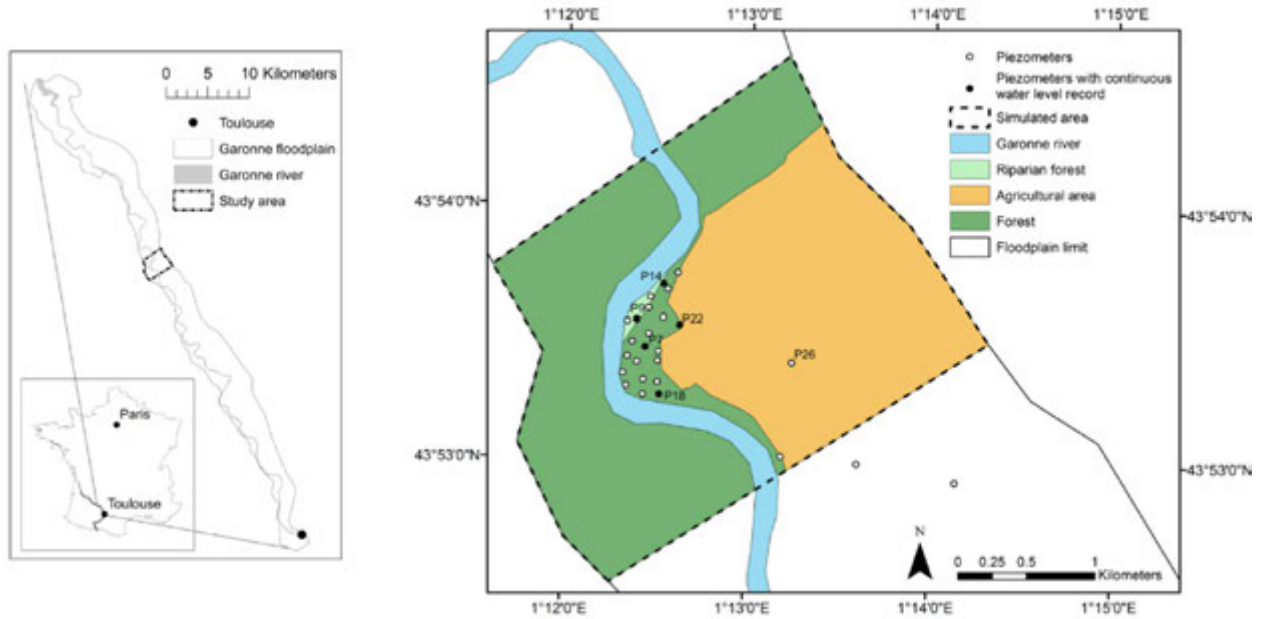 0 5 10 Kilometers
Toulouse
Garonne floodplain
Garonne river
Study area
Paris
Toulouse
1°12'0"E 1°13'0"E 1°14'0"E 1°15'0"E
Piezometers
Piezometers with continuous
water level record
Simulated area
Garonne river
Riparian forest
Agricultural area
Forest
Floodplain limit
43°54'0"N
43°54'0"N
P14
P9
P22
P7
P26
P18
43°53'0"N
43°53'0"N
N
0 0.25 0.5 1
Kilometers
1°12'0"E 1°13'0"E 1°14'0"E 1°15'0"E